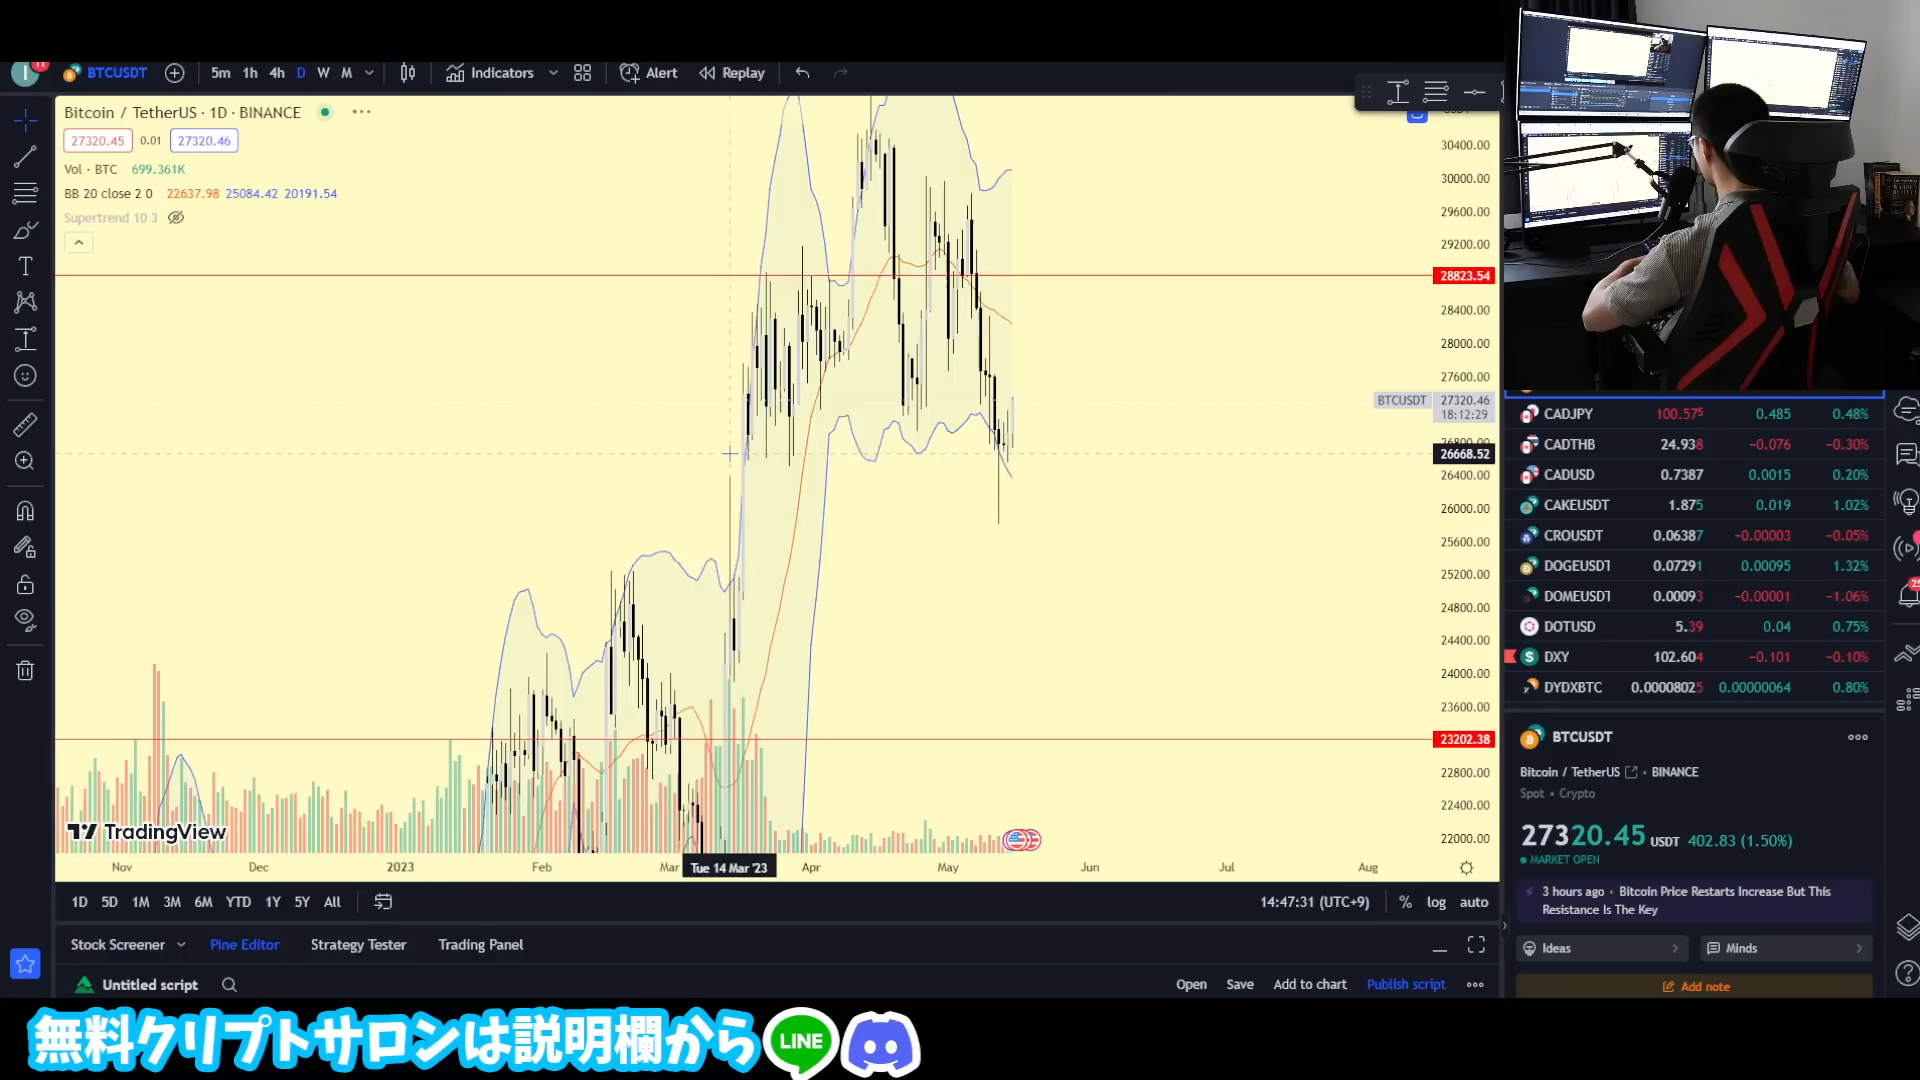 I
11
BTCUSDT
5m 1h 4h D W M
Indicators
Alert
Replay
Bitcoin / TetherUS · 1D · BINANCE
27320.45 0.01 27320.46
Vol · BTC 699.361K
BB 20 close 2 0 22637.98 25084.42 20191.54
Supertrend 10 3
30400.00
30000.00
29600.00
29200.00
28823.54
28400.00
28000.00
27600.00
BTCUSDT 27320.46
18:12:29
26800.00
26668.52
26400.00
26000.00
25600.00
25200.00
24800.00
24400.00
24000.00
23600.00
23202.38
22800.00
22400.00
22000.00
TradingView
Nov Dec 2023 Feb Mar Tue 14 Mar '23 Apr May Jun Jul Aug
1D 5D 1M 3M 6M YTD 1Y 5Y All
14:47:31 (UTC+9) % log auto
Stock Screener Pine Editor Strategy Tester Trading Panel
Untitled script
Open Save Add to chart Publish script
CADJPY 100.575 0.485 0.48%
CADTHB 24.938 −0.076 −0.30%
CADUSD 0.7387 0.0015 0.20%
CAKEUSDT 1.875 0.019 1.02%
CROUSDT 0.06387 −0.00003 −0.05%
DOGEUSDT 0.07291 0.00095 1.32%
DOMEUSDT 0.00093 −0.00001 −1.06%
DOTUSD 5.39 0.04 0.75%
DXY 102.604 −0.101 −0.10%
DYDXBTC 0.00008025 0.00000064 0.80%
BTCUSDT
Bitcoin / TetherUS • BINANCE
Spot • Crypto
27320.45 USDT 402.83 (1.50%)
MARKET OPEN
3 hours ago • Bitcoin Price Restarts Increase But This
Resistance Is The Key
Ideas
Minds
Add note
無料クリプトサロンは説明欄から
LINE